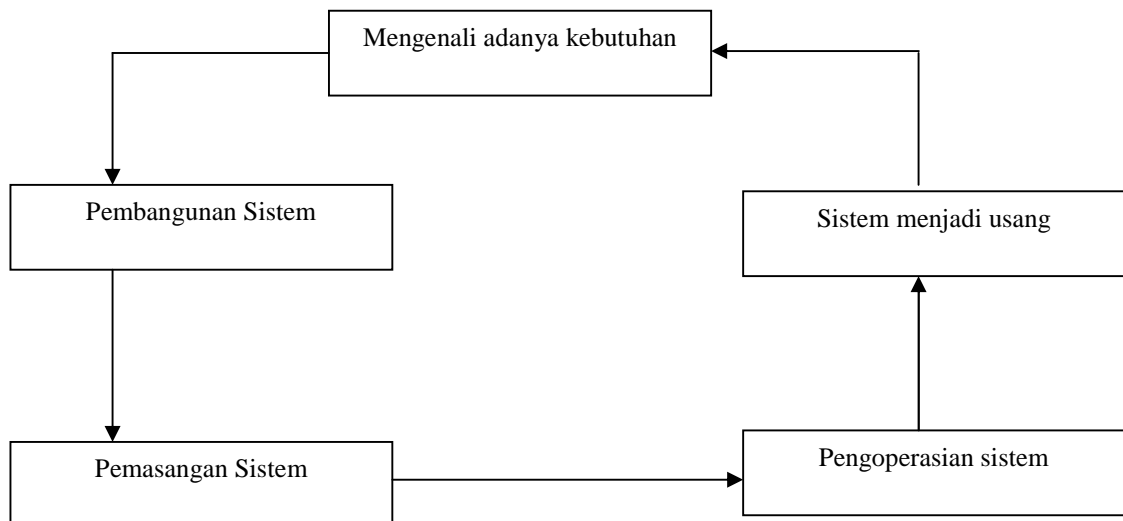 Mengenali adanya kebutuhan
Pembangunan Sistem
Sistem menjadi usang
Pemasangan Sistem
Pengoperasian sistem